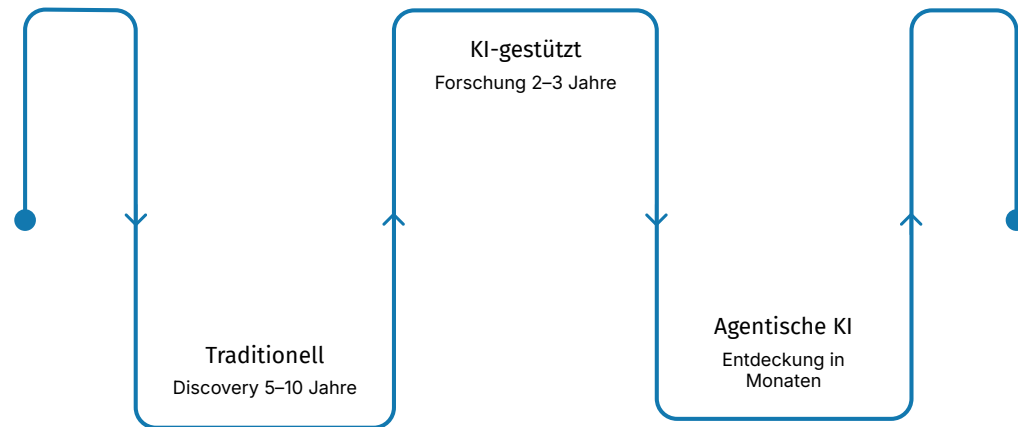 Traditionell
Discovery 5–10 Jahre
KI-gestützt
Forschung 2–3 Jahre
Agentische KI
Entdeckung in
Monaten